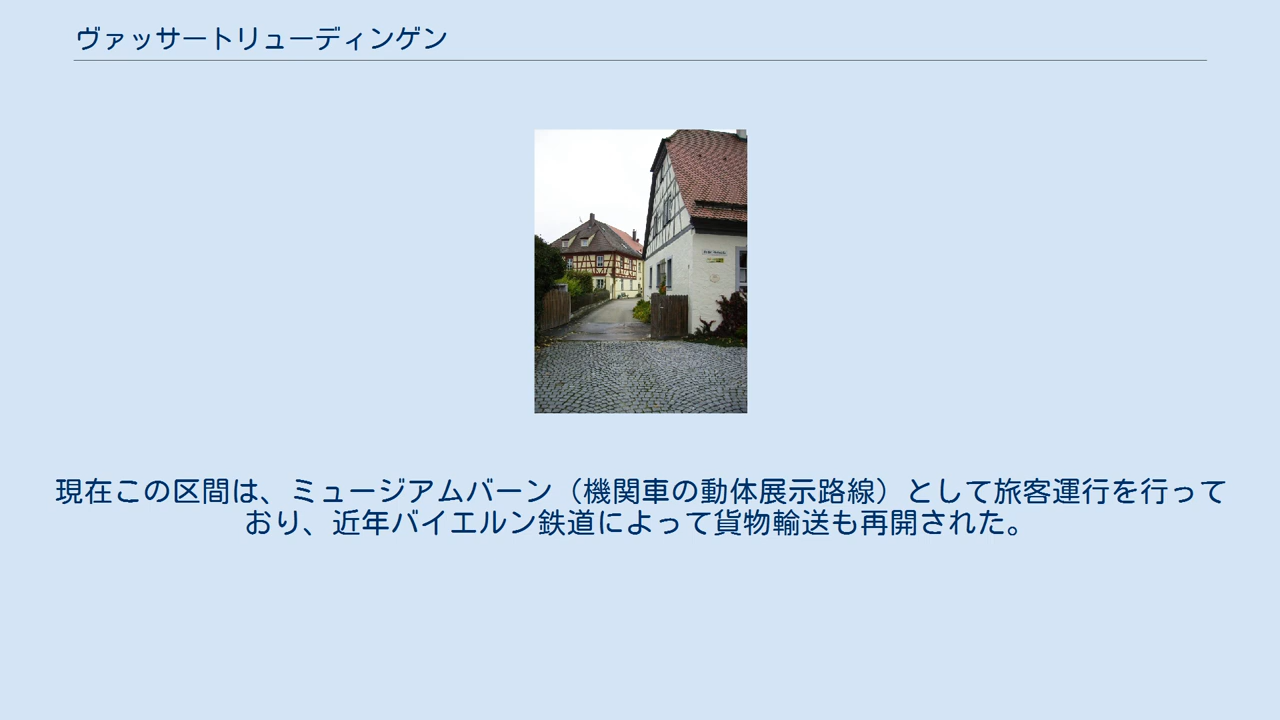 ヴァッサートリューディンゲン
現在この区間は、ミュージアムバーン（機関車の動体展示路線）として旅客運行を行って
おり、近年バイエルン鉄道によって貨物輸送も再開された。